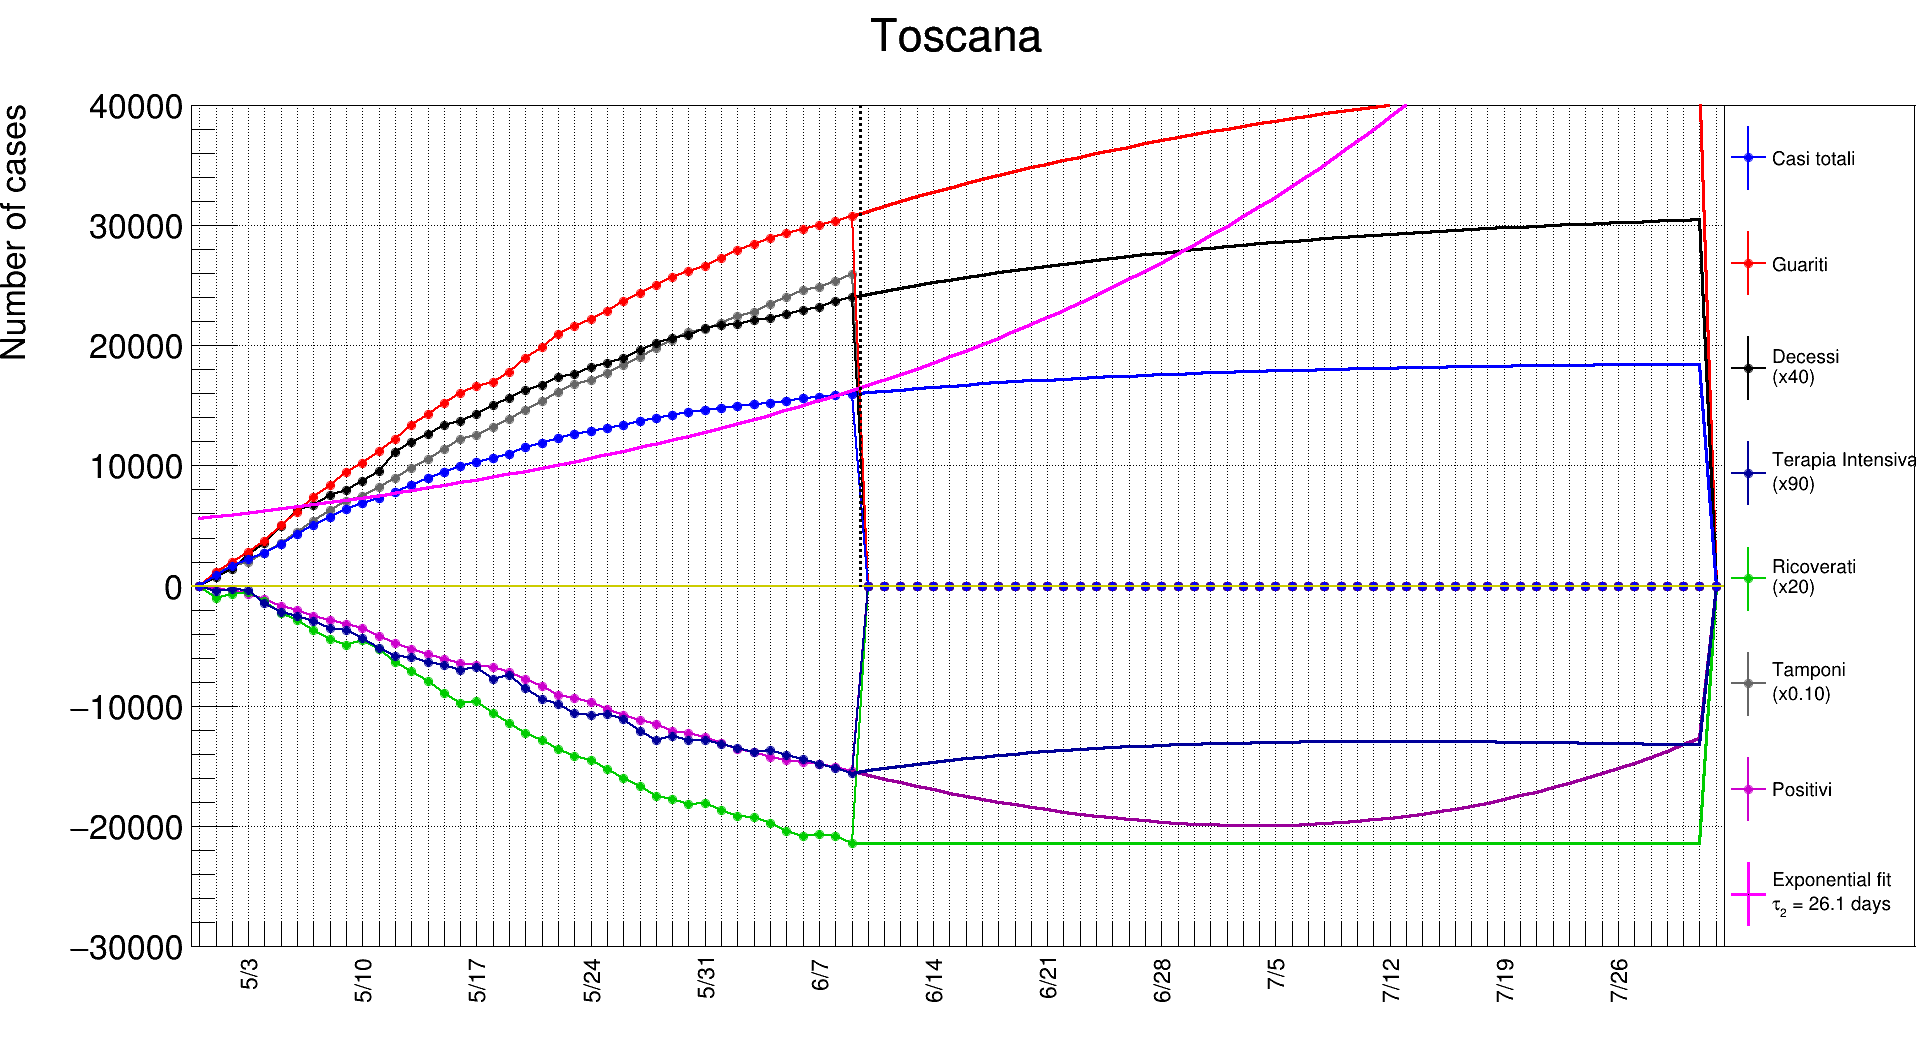 Toscana
Number of cases
40000
30000
20000
10000
0
−10000
−20000
−30000
5/3
5/10
5/17
5/24
5/31
6/7
6/14
6/21
6/28
7/5
7/12
7/19
7/26
Casi totali
Guariti
Decessi
(x40)
Terapia Intensiva
(x90)
Ricoverati
(x20)
Tamponi
(x0.10)
Positivi
Exponential fit
τ2 = 26.1 days